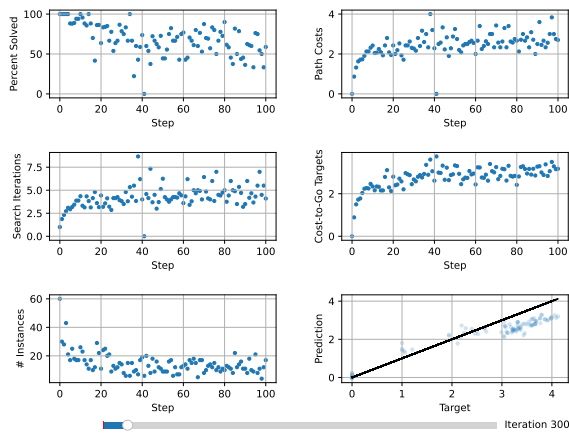 100
50
0
Percent Solved
0 20 40 60 80 100
Step
4
2
0
Path Costs
0 20 40 60 80 100
Step
7.5
5.0
2.5
0.0
Search Iterations
0 20 40 60 80 100
Step
2
0
Cost-to-Go Targets
0 20 40 60 80 100
Step
60
40
20
# Instances
0 20 40 60 80 100
Step
4
2
0
Prediction
0 1 2 3 4
Target
Iteration 300